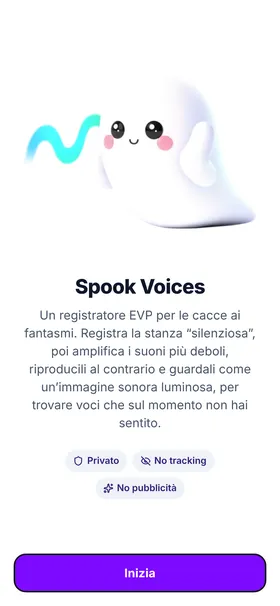 Spook Voices
Un registratore EVP per le cacce ai
fantasmi. Registra la stanza “silenziosa”,
poi amplifica i suoni più deboli,
riproducili al contrario e guardali come
un’immagine sonora luminosa, per
trovare voci che sul momento non hai
sentito.
Privato
No tracking
No pubblicità
Inizia